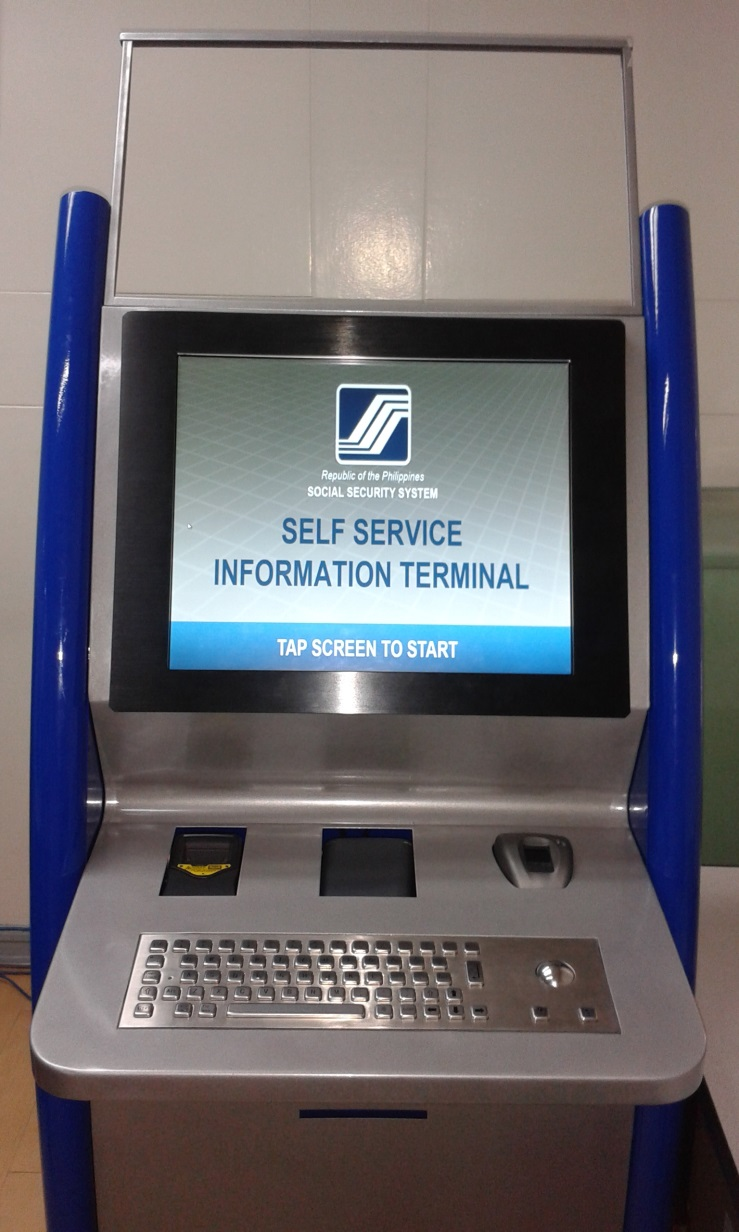 Republic of the Philippines
SOCIAL SECURITY SYSTEM
SELF SERVICE
INFORMATION TERMINAL
TAP SCREEN TO START